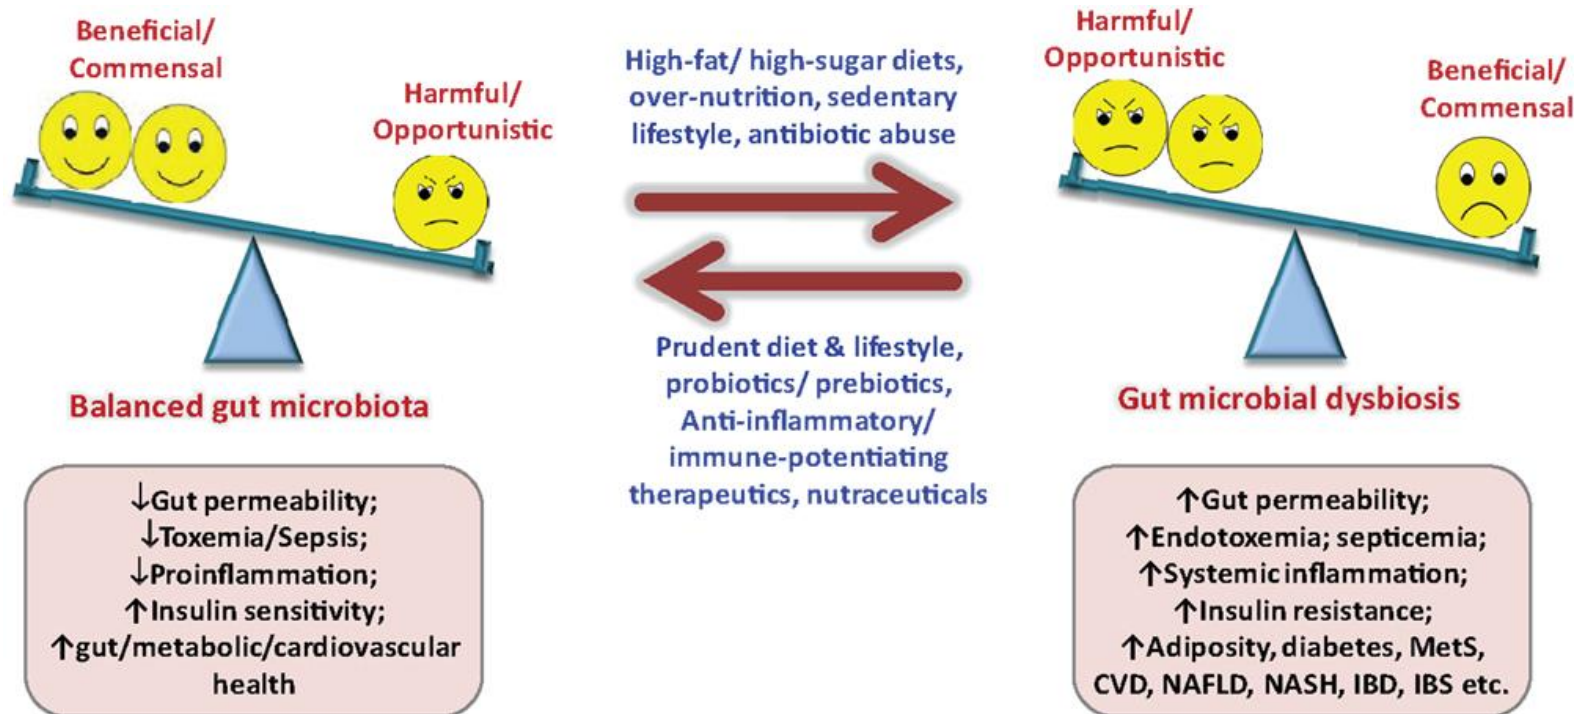 Beneficial/
Commensal
Harmful/
Opportunistic
Balanced gut microbiota
↓Gut permeability;
↓Toxemia/Sepsis;
↓Proinflammation;
↑Insulin sensitivity;
↑gut/metabolic/cardiovascular
health
High-fat/ high-sugar diets,
over-nutrition, sedentary
lifestyle, antibiotic abuse
Prudent diet & lifestyle,
probiotics/ prebiotics,
Anti-inflammatory/
immune-potentiating
therapeutics, nutraceuticals
Harmful/
Opportunistic
Beneficial/
Commensal
Gut microbial dysbiosis
↑Gut permeability;
↑Endotoxemia; septicemia;
↑Systemic inflammation;
↑Insulin resistance;
↑Adiposity, diabetes, MetS,
CVD, NAFLD, NASH, IBD, IBS etc.